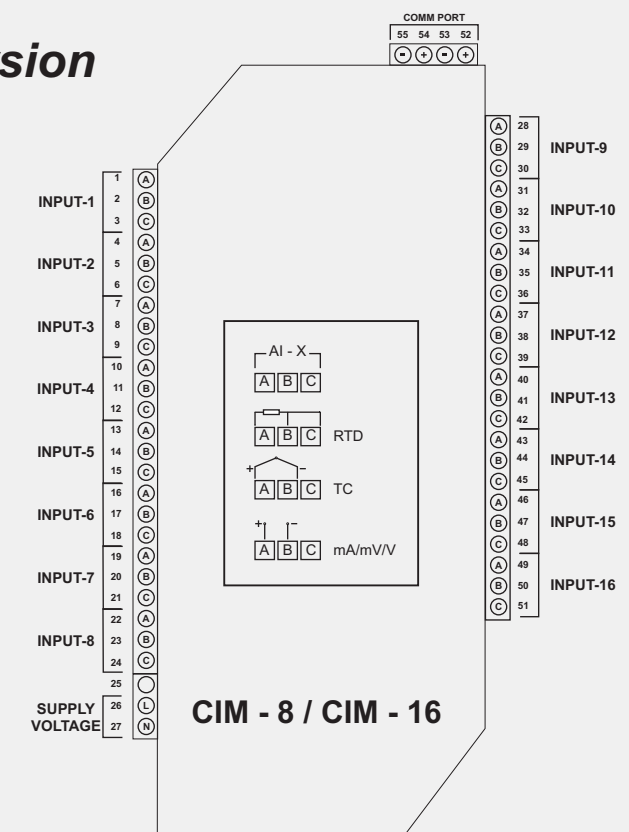 COMM PORT
55 54 53 52
- + - +
INPUT-1
1 A
2 B
3 C
INPUT-2
4 A
5 B
6 C
INPUT-3
7 A
8 B
9 C
INPUT-4
10 A
11 B
12 C
INPUT-5
13 A
14 B
15 C
INPUT-6
16 A
17 B
18 C
INPUT-7
19 A
20 B
21 C
INPUT-8
22 A
23 B
24 C
25
SUPPLY
VOLTAGE
26 L
27 N
AI - X
A B C
A B C RTD
+ -
A B C TC
+ -
A B C mA/mV/V
CIM - 8 / CIM - 16
A 28
B 29
C 30
INPUT-9
A 31
B 32
C 33
INPUT-10
A 34
B 35
C 36
INPUT-11
A 37
B 38
C 39
INPUT-12
A 40
B 41
C 42
INPUT-13
A 43
B 44
C 45
INPUT-14
A 46
B 47
C 48
INPUT-15
A 49
B 50
C 51
INPUT-16